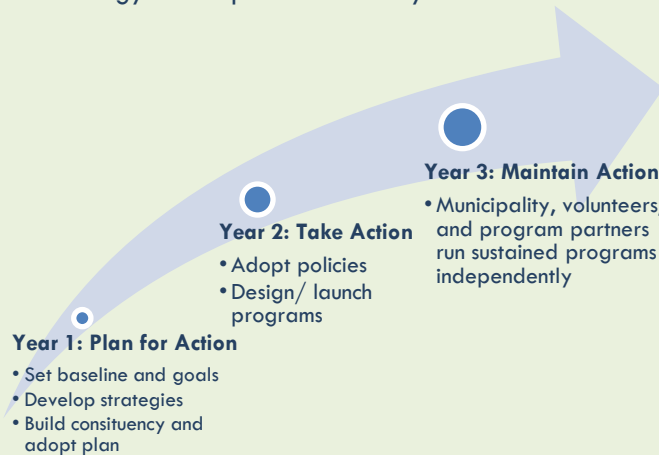 Year 3: Maintain Action
• Municipality, volunteers,
and program partners
run sustained programs
independently
Year 2: Take Action
• Adopt policies
• Design/ launch
programs
Year 1: Plan for Action
• Set baseline and goals
• Develop strategies
• Build consituency and
adopt plan